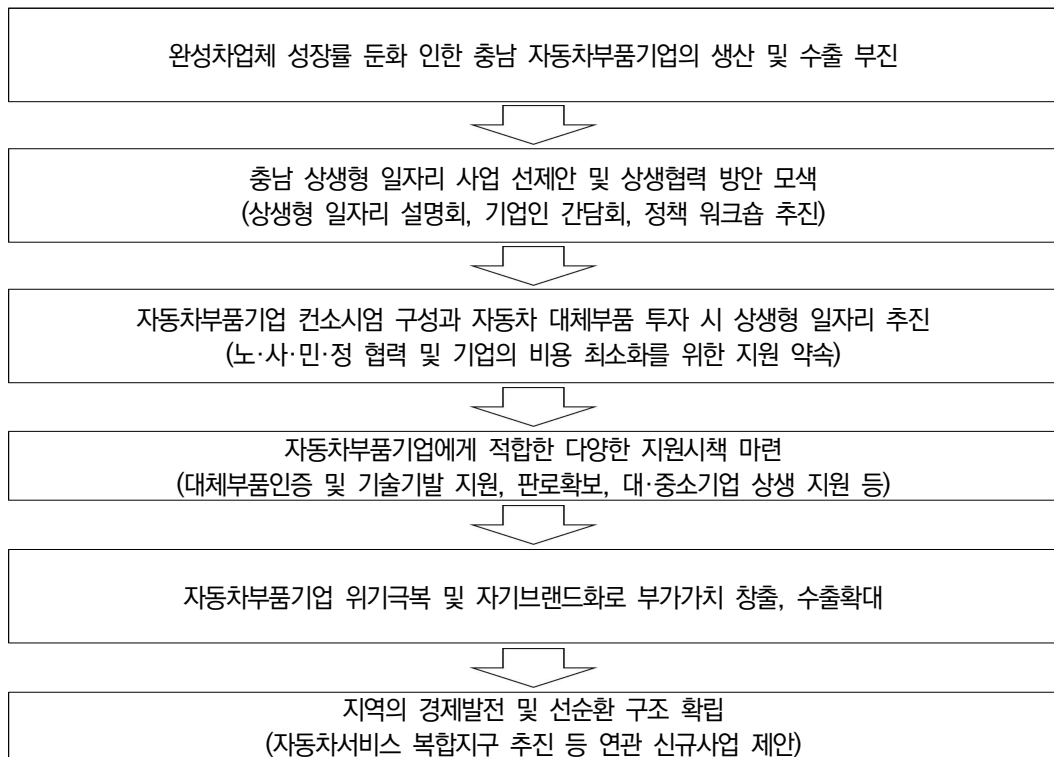 완성차업체 성장률 둔화 인한 충남 자동차부품기업의 생산 및 수출 부진
충남 상생형 일자리 사업 선제안 및 상생협력 방안 모색
(상생형 일자리 설명회, 기업인 간담회, 정책 워크숍 추진)
자동차부품기업 컨소시엄 구성과 자동차 대체부품 투자 시 상생형 일자리 추진
(노·사·민·정 협력 및 기업의 비용 최소화를 위한 지원 약속)
자동차부품기업에게 적합한 다양한 지원시책 마련
(대체부품인증 및 기술기발 지원, 판로확보, 대·중소기업 상생 지원 등)
자동차부품기업 위기극복 및 자기브랜드화로 부가가치 창출, 수출확대
지역의 경제발전 및 선순환 구조 확립
(자동차서비스 복합지구 추진 등 연관 신규사업 제안)